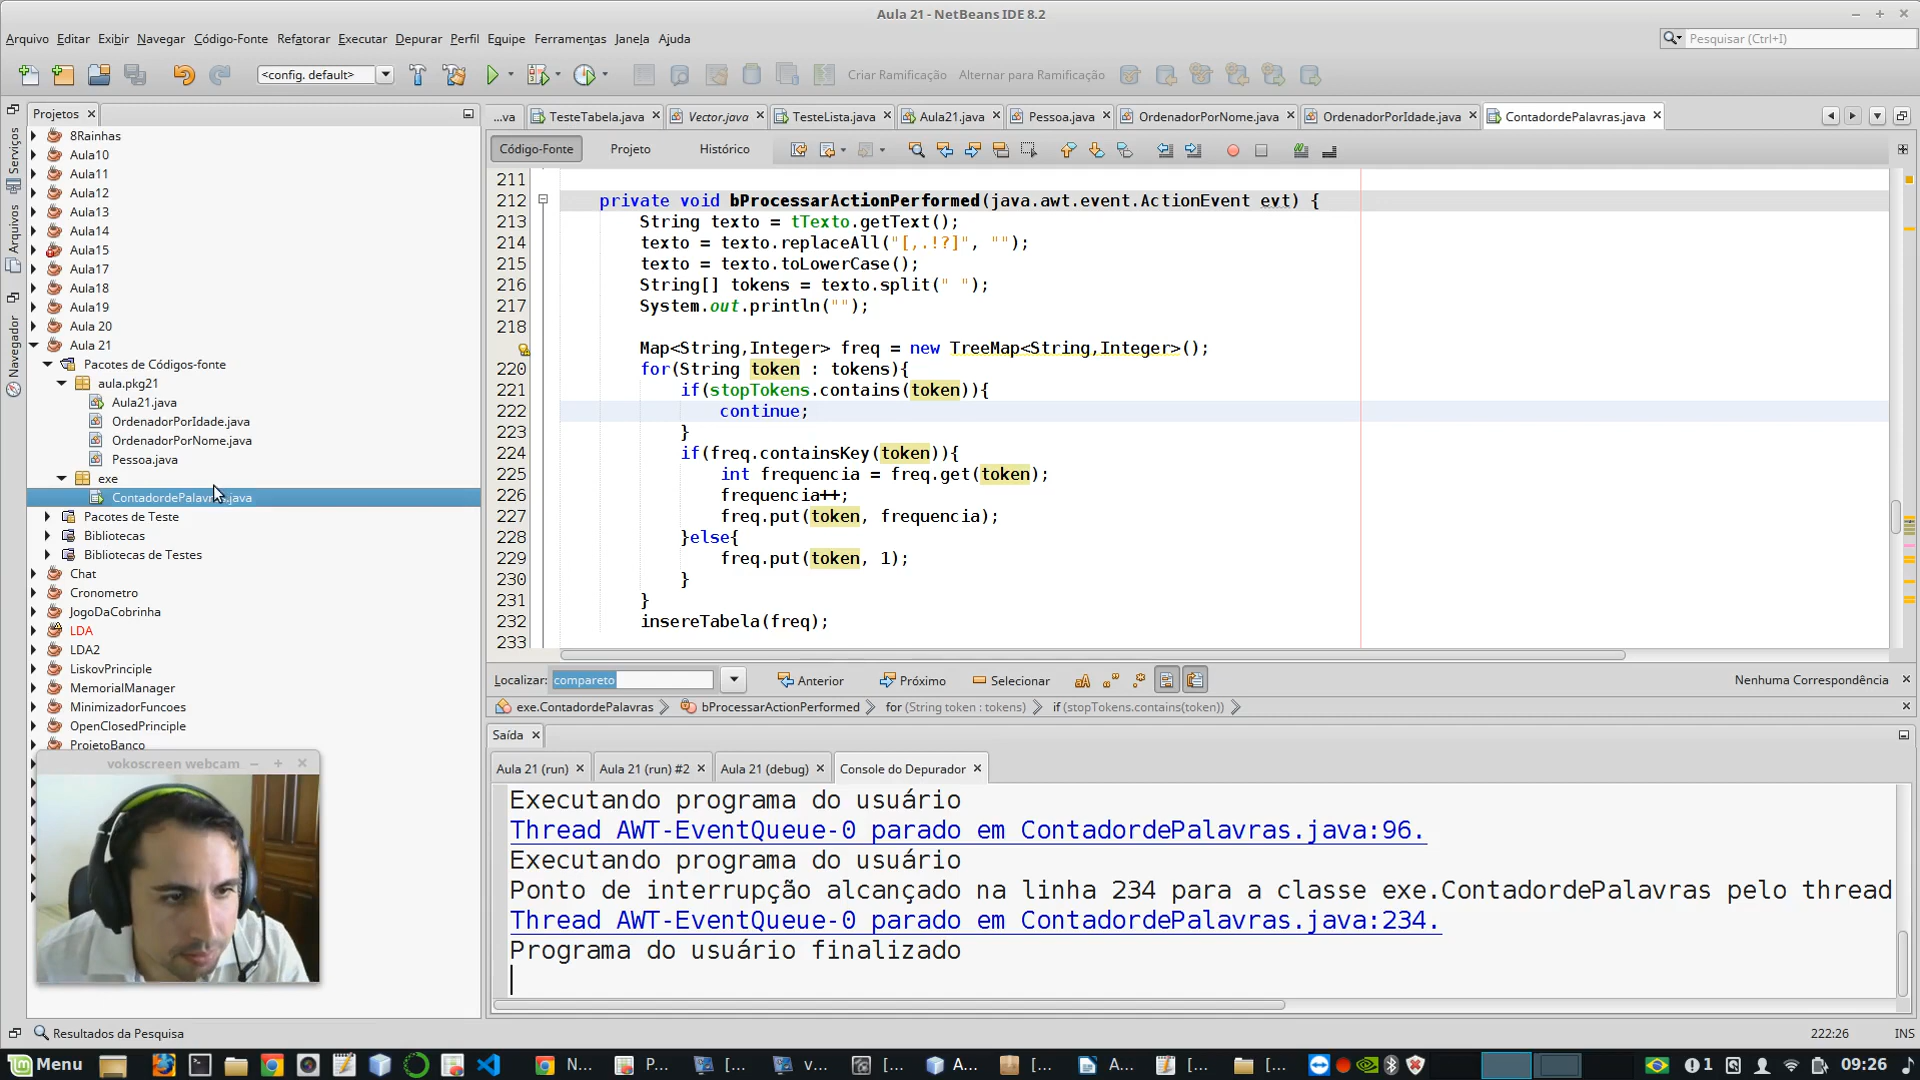 Aula 21 - NetBeans IDE 8.2
Arquivo Editar Exibir Navegar Código-Fonte Refatorar Executar Depurar Perfil Equipe Ferramentas Janela Ajuda
Pesquisar (Ctrl+I)
<config. default>
Criar Ramificação Alternar para Ramificação
Serviços
Arquivos
Navegador
Projetos
8Rainhas
Aula10
Aula11
Aula12
Aula13
Aula14
Aula15
Aula17
Aula18
Aula19
Aula 20
Aula 21
Pacotes de Códigos-fonte
aula.pkg21
Aula21.java
OrdenadorPorIdade.java
OrdenadorPorNome.java
Pessoa.java
exe
ContadordePalavras.java
Pacotes de Teste
Bibliotecas
Bibliotecas de Testes
Chat
Cronometro
JogoDaCobrinha
LDA
LDA2
LiskovPrinciple
MemorialManager
MinimizadorFuncoes
OpenClosedPrinciple
ProjetoBanco
vokoscreen webcam
...va TesteTabela.java Vector.java TesteLista.java Aula21.java Pessoa.java OrdenadorPorNome.java OrdenadorPorIdade.java ContadordePalavras.java
Código-Fonte Projeto Histórico
211
212 private void bProcessarActionPerformed(java.awt.event.ActionEvent evt) {
213 String texto = tTexto.getText();
214 texto = texto.replaceAll("[,.!?]", "");
215 texto = texto.toLowerCase();
216 String[] tokens = texto.split(" ");
217 System.out.println("");
218
Map<String,Integer> freq = new TreeMap<String,Integer>();
220 for(String token : tokens){
221 if(stopTokens.contains(token)){
222 continue;
223 }
224 if(freq.containsKey(token)){
225 int frequencia = freq.get(token);
226 frequencia++;
227 freq.put(token, frequencia);
228 }else{
229 freq.put(token, 1);
230 }
231 }
232 insereTabela(freq);
233
Localizar: compareto Anterior Próximo Selecionar Nenhuma Correspondência
exe.ContadordePalavras bProcessarActionPerformed for (String token : tokens) if (stopTokens.contains(token))
Saída
Aula 21 (run) Aula 21 (run) #2 Aula 21 (debug) Console do Depurador
Executando programa do usuário
Thread AWT-EventQueue-0 parado em ContadordePalavras.java:96.
Executando programa do usuário
Ponto de interrupção alcançado na linha 234 para a classe exe.ContadordePalavras pelo thread
Thread AWT-EventQueue-0 parado em ContadordePalavras.java:234.
Programa do usuário finalizado
Resultados da Pesquisa
222:26 INS
Menu N... P... [... v... [... A... [... A... [... [... 1 09:26